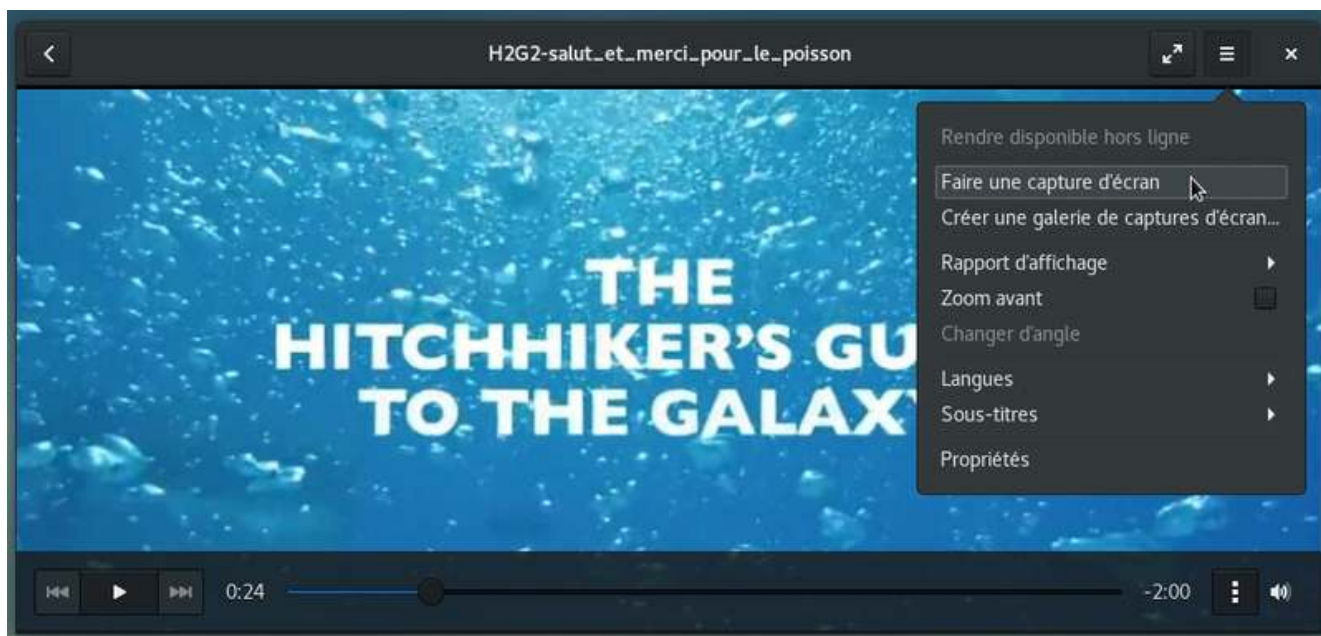 H2G2-salut_et_merci_pour_le_poisson
Rendre disponible hors ligne
Faire une capture d'écran
Créer une galerie de captures d'écran...
Rapport d'affichage
Zoom avant
Changer d'angle
Langues
Sous-titres
Propriétés
THE
HITCHHIKER'S GU
TO THE GALAX
0:24
-2:00